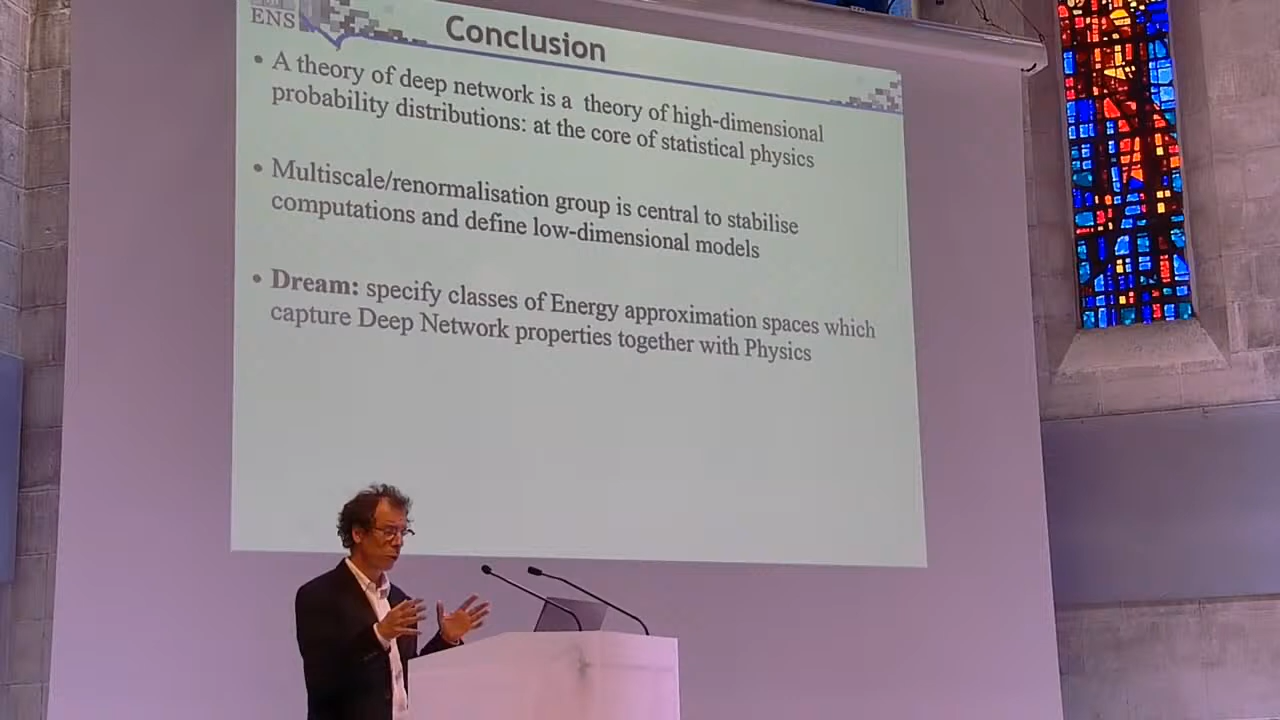 ENS
Conclusion
• A theory of deep network is a theory of high-dimensional
probability distributions: at the core of statistical physics
• Multiscale/renormalisation group is central to stabilise
computations and define low-dimensional models
• Dream: specify classes of Energy approximation spaces which
capture Deep Network properties together with Physics